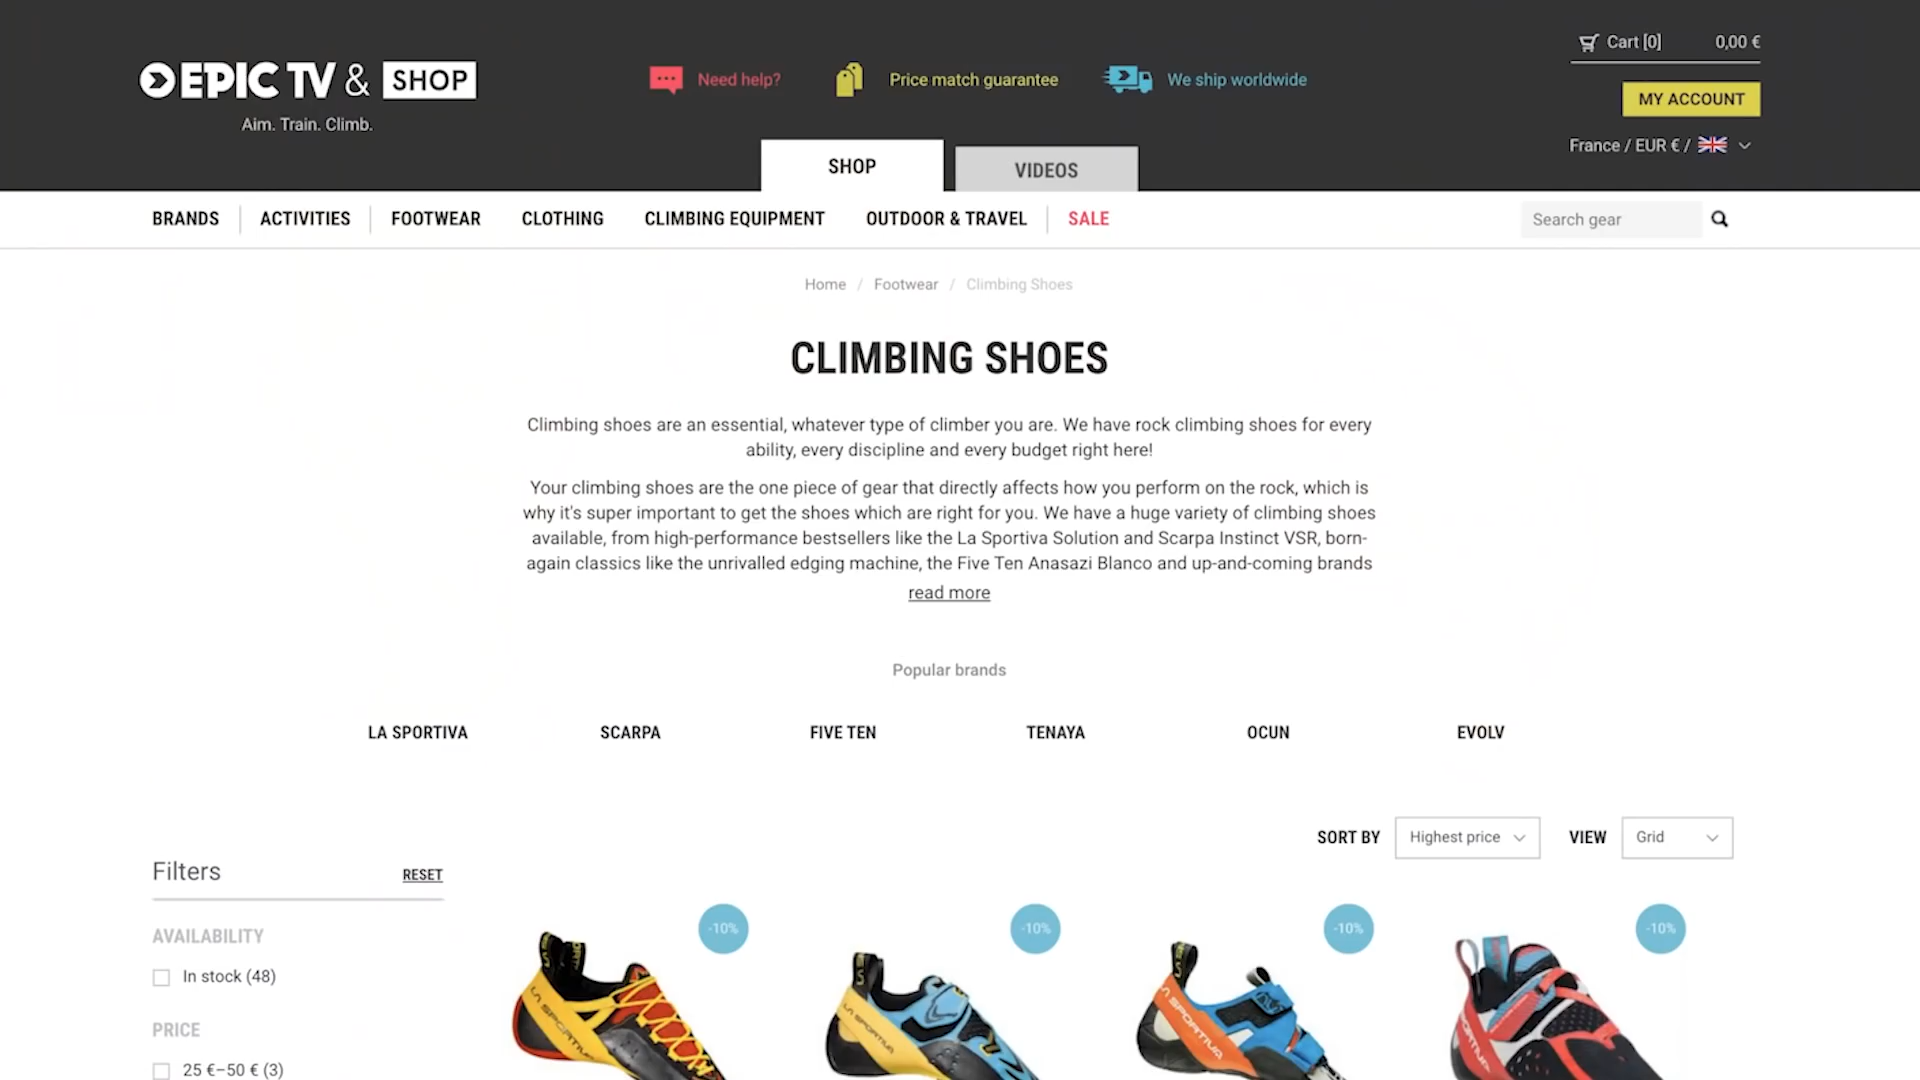 EPIC TV & SHOP
Aim. Train. Climb.
Need help?
Price match guarantee
We ship worldwide
Cart [0] 0,00 €
MY ACCOUNT
France / EUR € /
SHOP
VIDEOS
BRANDS
ACTIVITIES
FOOTWEAR
CLOTHING
CLIMBING EQUIPMENT
OUTDOOR & TRAVEL
SALE
Search gear
Home / Footwear / Climbing Shoes
CLIMBING SHOES
Climbing shoes are an essential, whatever type of climber you are. We have rock climbing shoes for every
ability, every discipline and every budget right here!
Your climbing shoes are the one piece of gear that directly affects how you perform on the rock, which is
why it's super important to get the shoes which are right for you. We have a huge variety of climbing shoes
available, from high-performance bestsellers like the La Sportiva Solution and Scarpa Instinct VSR, born-
again classics like the unrivalled edging machine, the Five Ten Anasazi Blanco and up-and-coming brands
read more
Popular brands
LA SPORTIVA
SCARPA
FIVE TEN
TENAYA
OCUN
EVOLV
SORT BY Highest price
VIEW Grid
Filters
RESET
AVAILABILITY
In stock (48)
PRICE
25 €–50 € (3)
-10%
-10%
-10%
-10%
LA SPORTIVA
LA SPORTIVA
LA SPORTIVA
SPORTIVA